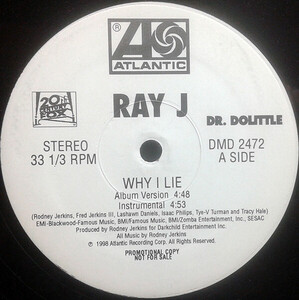 ATLANTIC
20th
CENTURY
FOX
RAY J
DR. DOLITTLE
STEREO
33 1/3 RPM
DMD 2472
A SIDE
WHY I LIE
Album Version 4:48
Instrumental 4:53
(Rodney Jerkins, Fred Jerkins III, Lashawn Daniels, Isaac Philips, Tye-V Turman and Tracy Hale)
EMI-Blackwood-Famous Music, BMI/Famous Music, BMI/Zomba Entertainment, Inc., SESAC
Produced by Rodney Jerkins for Darkchild Entertainment Inc.
All Music by Rodney Jerkins
℗ 1998 Atlantic Recording Corp. All Rights Reserved.
PROMOTIONAL COPY
NOT FOR SALE